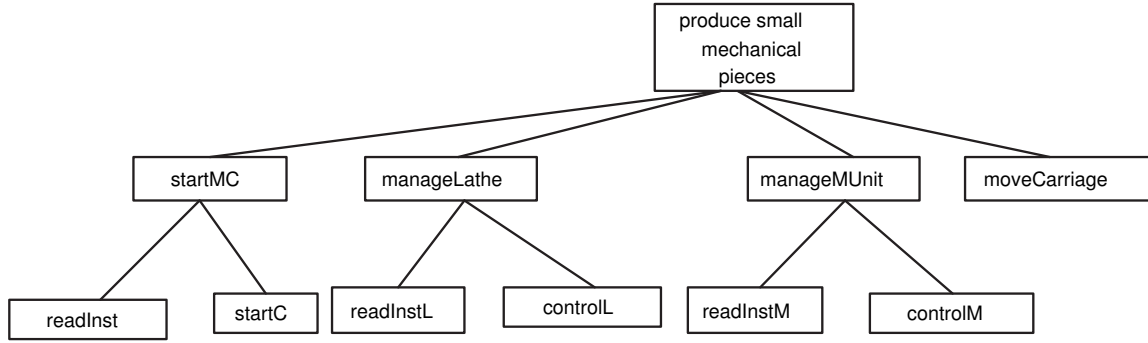 produce small
mechanical
pieces
startMC
manageLathe
manageMUnit
moveCarriage
readInst
startC
readInstL
controlL
readInstM
controlM